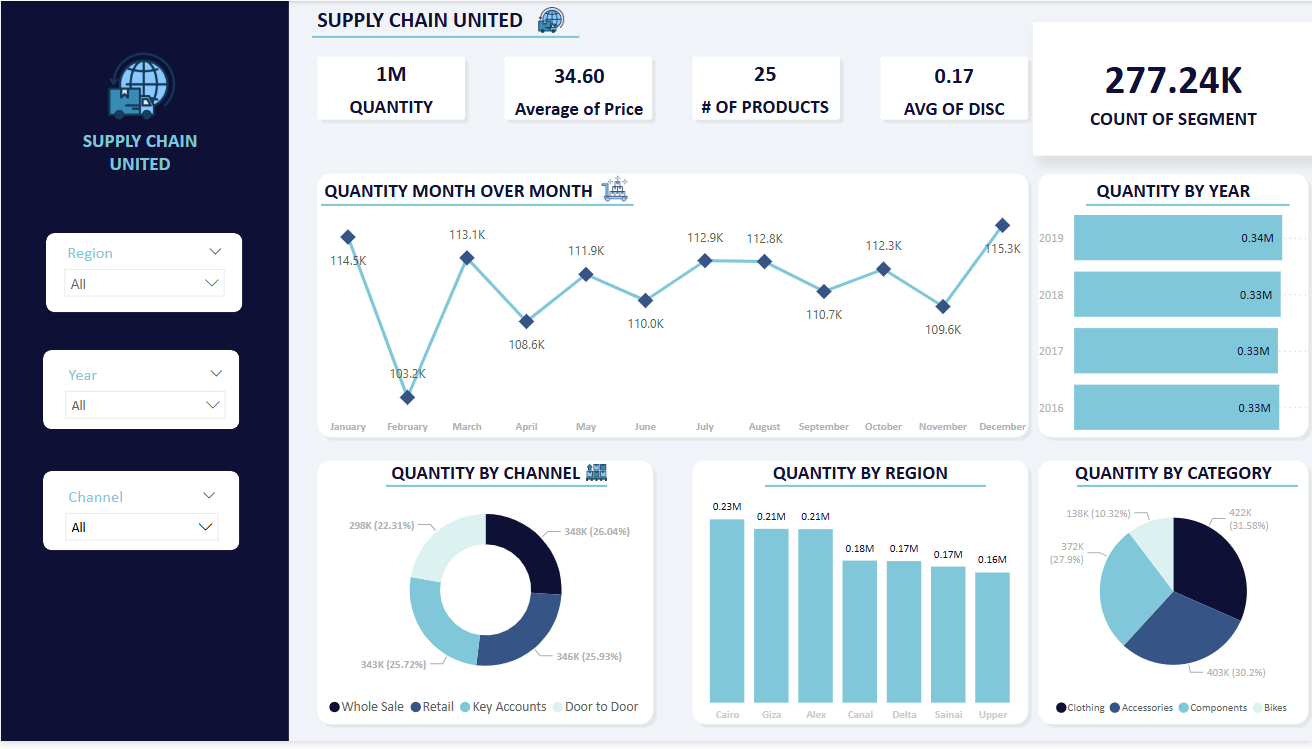 SUPPLY CHAIN
UNITED
Region
All
Year
All
Channel
All
SUPPLY CHAIN UNITED
1M
QUANTITY
34.60
Average of Price
25
# OF PRODUCTS
0.17
AVG OF DISC
277.24K
COUNT OF SEGMENT
QUANTITY MONTH OVER MONTH
114.5K
103.2K
113.1K
108.6K
111.9K
110.0K
112.9K
112.8K
110.7K
112.3K
109.6K
115.3K
January February March April May June July August September October November December
QUANTITY BY YEAR
2019 0.34M
2018 0.33M
2017 0.33M
2016 0.33M
QUANTITY BY CHANNEL
298K (22.31%)
348K (26.04%)
343K (25.72%)
346K (25.93%)
Whole Sale Retail Key Accounts Door to Door
QUANTITY BY REGION
0.23M 0.21M 0.21M 0.18M 0.17M 0.17M 0.16M
Cairo Giza Alex Canal Delta Sainai Upper
QUANTITY BY CATEGORY
138K (10.32%)
422K
(31.58%)
372K
(27.9%)
403K (30.2%)
Clothing Accessories Components Bikes